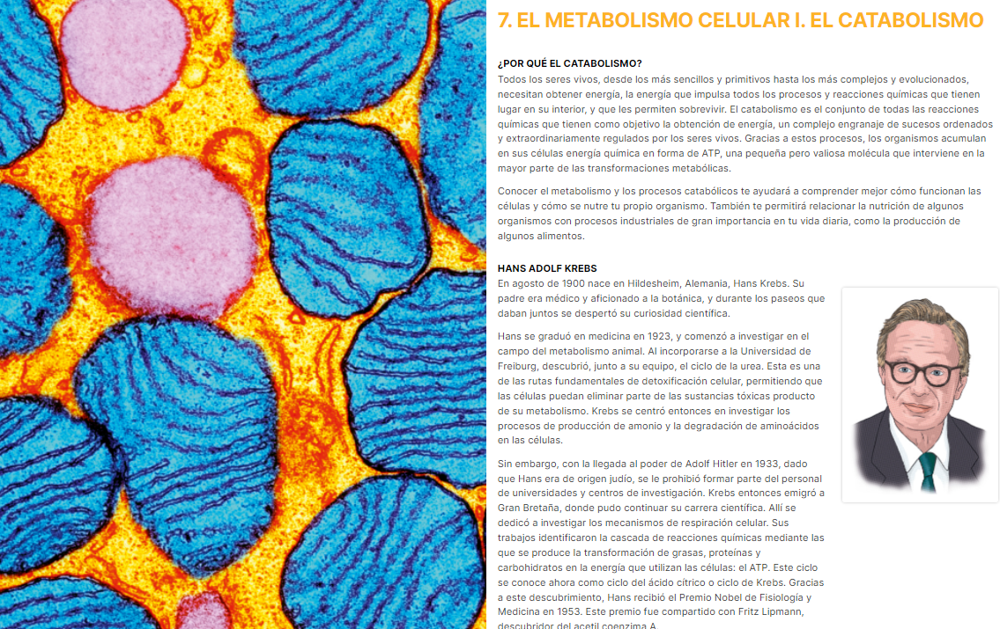 7. EL METABOLISMO CELULAR I. EL CATABOLISMO
¿POR QUÉ EL CATABOLISMO?
Todos los seres vivos, desde los más sencillos y primitivos hasta los más complejos y evolucionados,
necesitan obtener energía, la energía que impulsa todos los procesos y reacciones químicas que tienen
lugar en su interior, y que les permiten sobrevivir. El catabolismo es el conjunto de todas las reacciones
químicas que tienen como objetivo la obtención de energía, un complejo engranaje de sucesos ordenados
y extraordinariamente regulados por los seres vivos. Gracias a estos procesos, los organismos acumulan
en sus células energía química en forma de ATP, una pequeña pero valiosa molécula que interviene en la
mayor parte de las transformaciones metabólicas.
Conocer el metabolismo y los procesos catabólicos te ayudará a comprender mejor cómo funcionan las
células y cómo se nutre tu propio organismo. También te permitirá relacionar la nutrición de algunos
organismos con procesos industriales de gran importancia en tu vida diaria, como la producción de
algunos alimentos.
HANS ADOLF KREBS
En agosto de 1900 nace en Hildesheim, Alemania, Hans Krebs. Su
padre era médico y aficionado a la botánica, y durante los paseos que
daban juntos se despertó su curiosidad científica.
Hans se graduó en medicina en 1923, y comenzó a investigar en el
campo del metabolismo animal. Al incorporarse a la Universidad de
Freiburg, descubrió, junto a su equipo, el ciclo de la urea. Esta es una
de las rutas fundamentales de detoxificación celular, permitiendo que
las células puedan eliminar parte de las sustancias tóxicas producto
de su metabolismo. Krebs se centró entonces en investigar los
procesos de producción de amonio y la degradación de aminoácidos
en las células.
Sin embargo, con la llegada al poder de Adolf Hitler en 1933, dado
que Hans era de origen judío, se le prohibió formar parte del personal
de universidades y centros de investigación. Krebs entonces emigró a
Gran Bretaña, donde pudo continuar su carrera científica. Allí se
dedicó a investigar los mecanismos de respiración celular. Sus
trabajos identificaron la cascada de reacciones químicas mediante las
que se produce la transformación de grasas, proteínas y
carbohidratos en la energía que utilizan las células: el ATP. Este ciclo
se conoce ahora como ciclo del ácido cítrico o ciclo de Krebs. Gracias
a este descubrimiento, Hans recibió el Premio Nobel de Fisiología y
Medicina en 1953. Este premio fue compartido con Fritz Lipmann,
descubridor del acetil coenzima A.